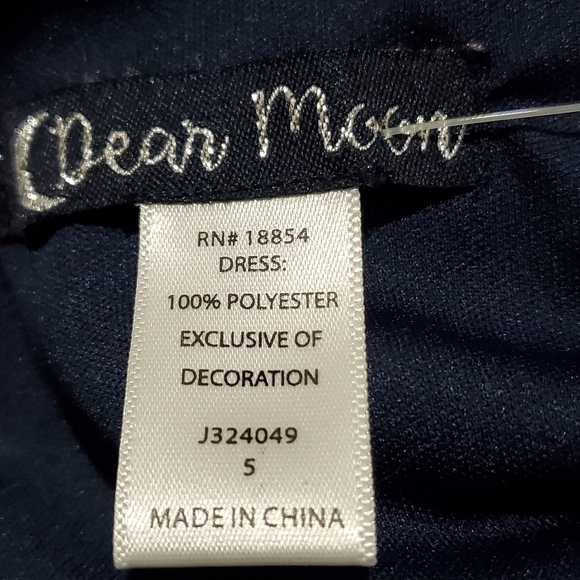 Dear Moon
RN# 18854
DRESS:
100% POLYESTER
EXCLUSIVE OF
DECORATION
J324049
5
MADE IN CHINA